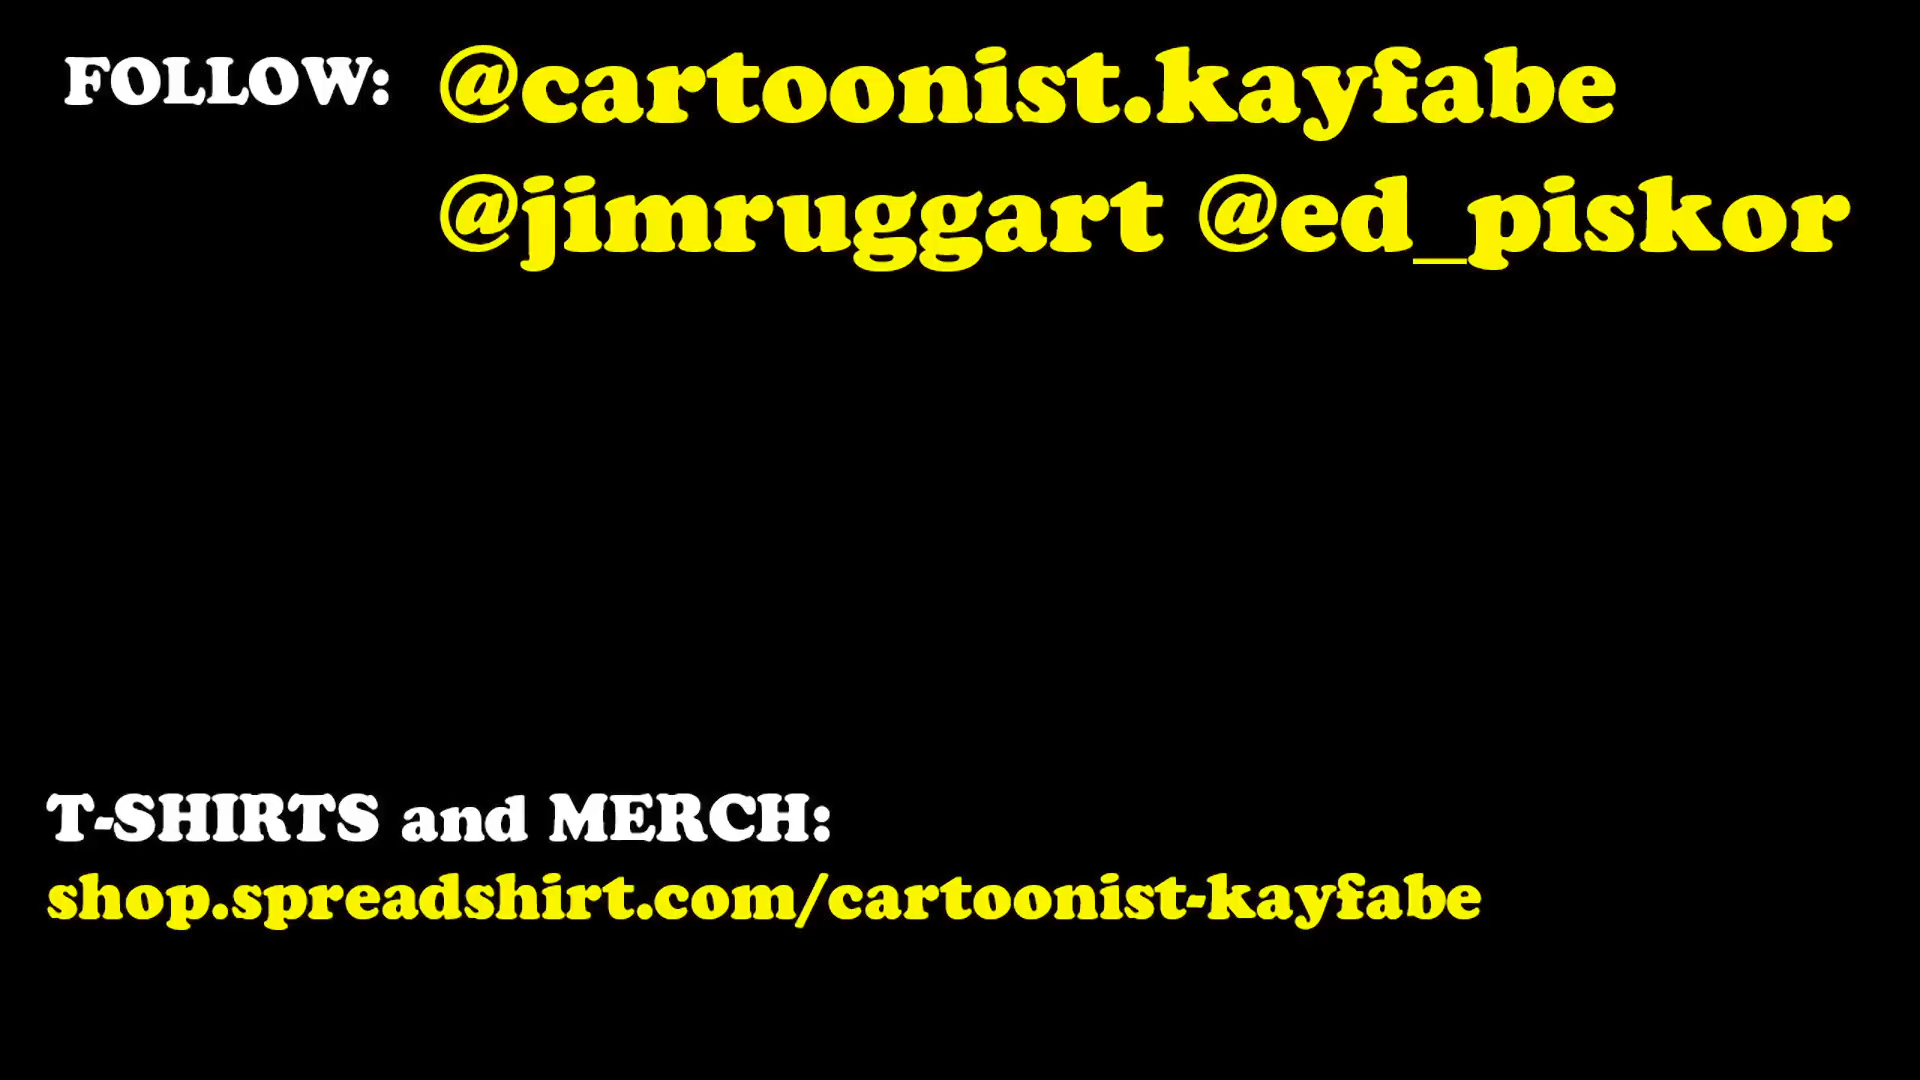 FOLLOW: @cartoonist.kayfabe
@jimruggart @ed_piskor
T-SHIRTS and MERCH:
shop.spreadshirt.com/cartoonist-kayfabe